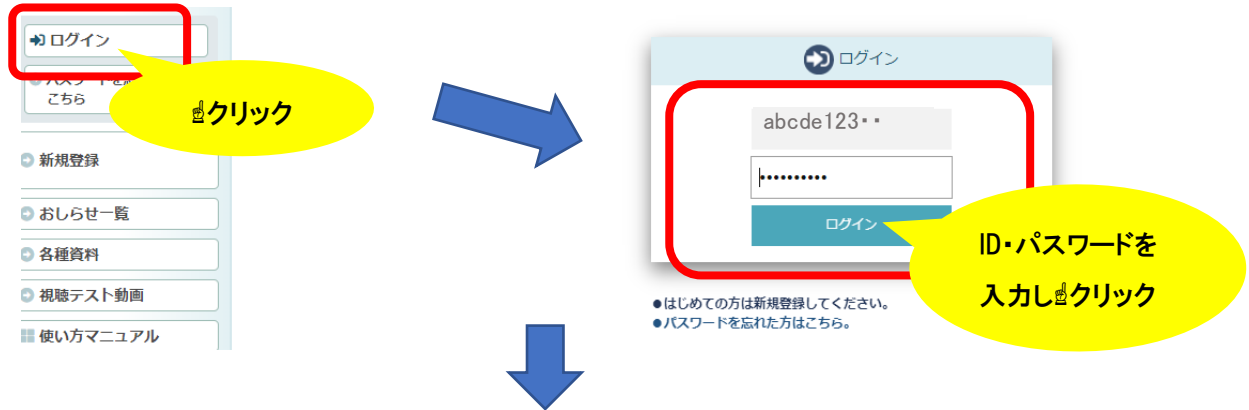 ログイン
こちら
☝クリック
新規登録
おしらせ一覧
各種資料
視聴テスト動画
使い方マニュアル
ログイン
abcde123・・
••••••••••
ログイン
ID・パスワードを
入力し☝クリック
●はじめての方は新規登録してください。
●パスワードを忘れた方はこちら。